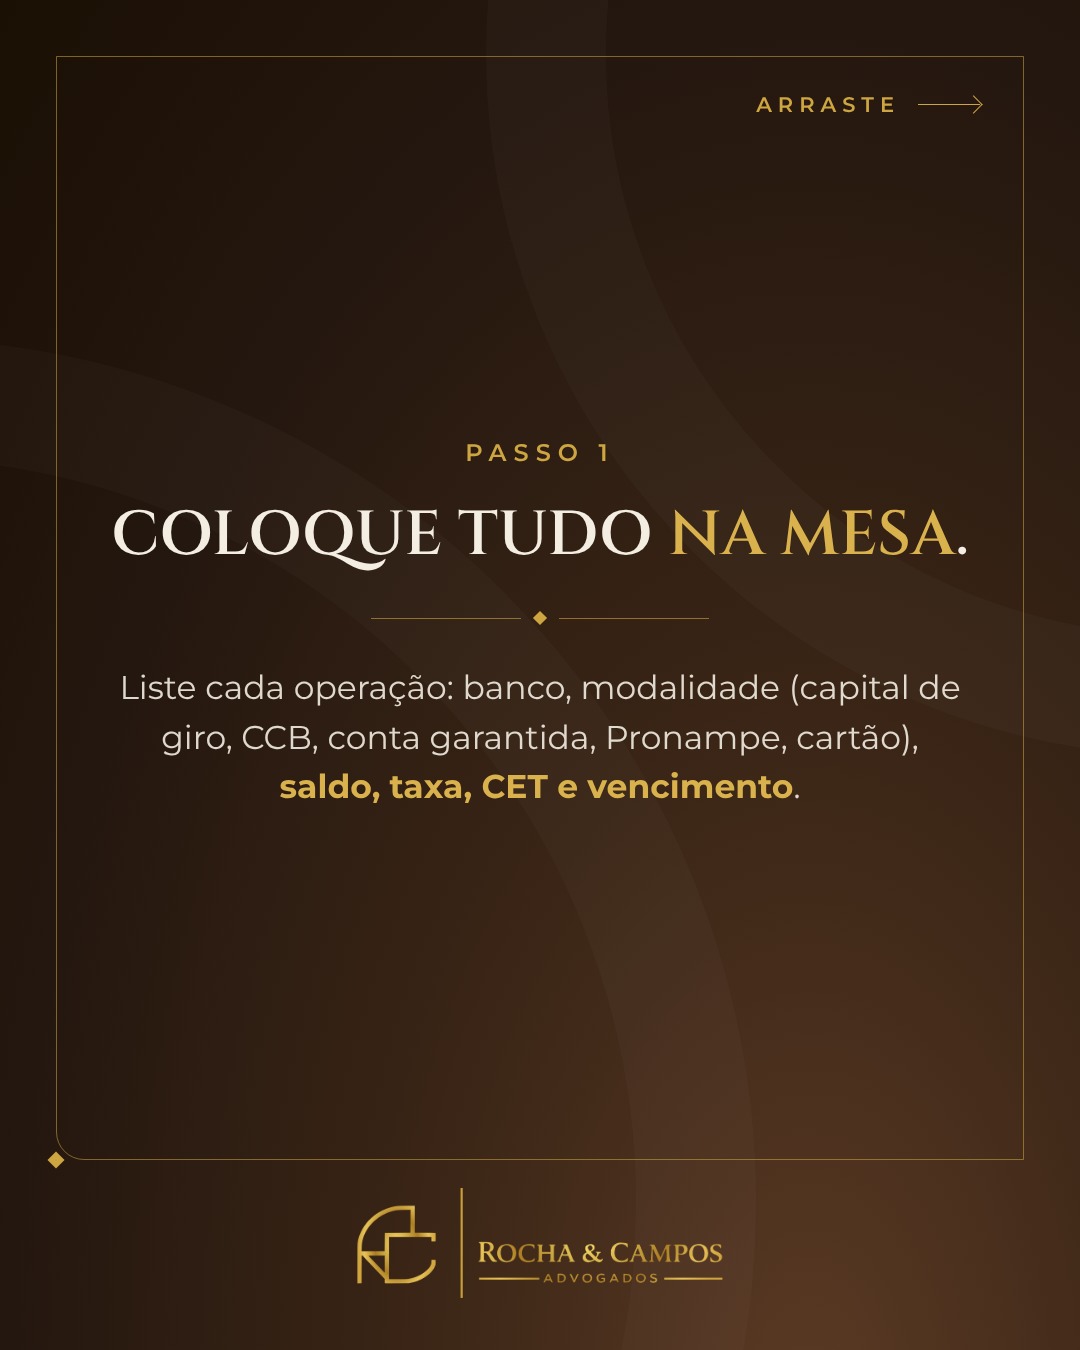 ARRASTE
PASSO 1
COLOQUE TUDO NA MESA.
Liste cada operação: banco, modalidade (capital de
giro, CCB, conta garantida, Pronampe, cartão),
saldo, taxa, CET e vencimento.
ROCHA & CAMPOS
ADVOGADOS